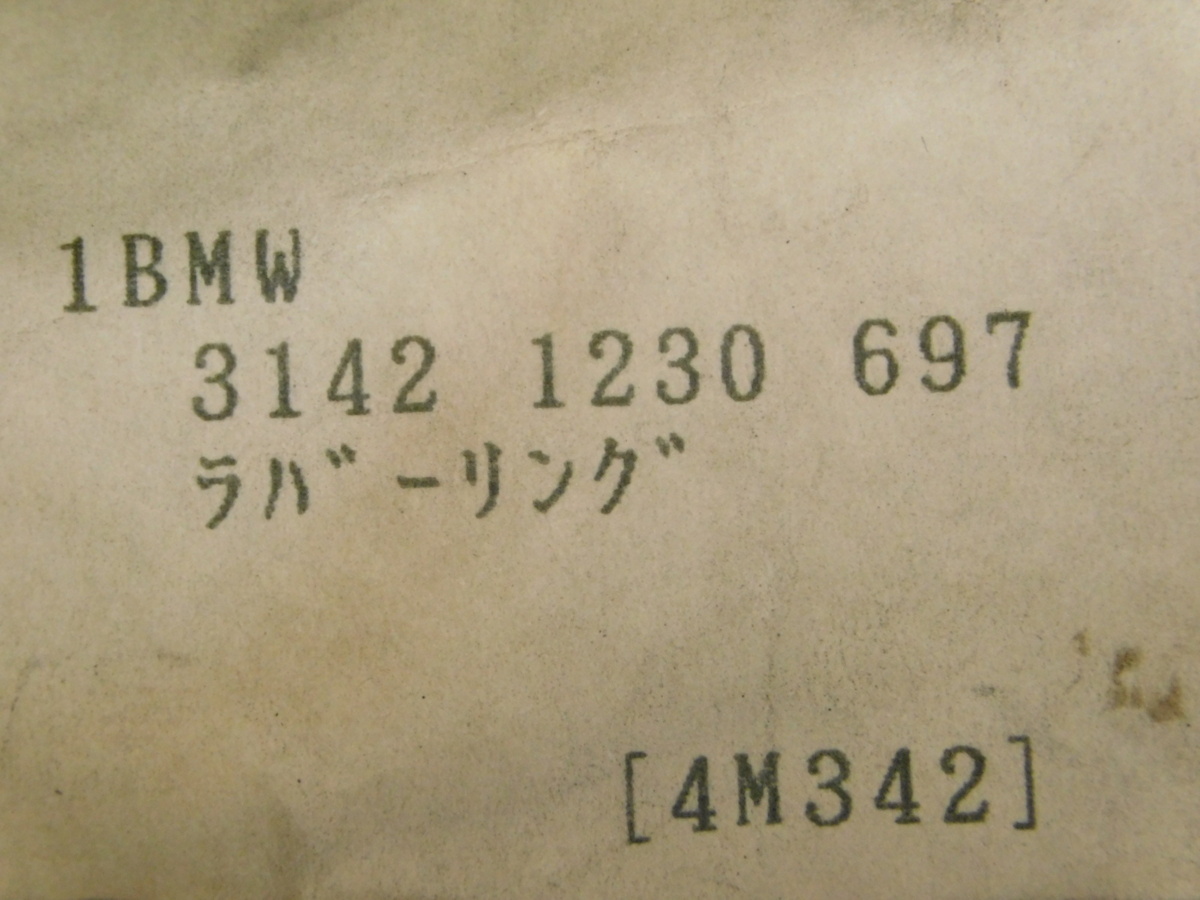 1BMW
3142 1230 697
ﾗﾊﾞｰﾘﾝｸﾞ
[4M342]